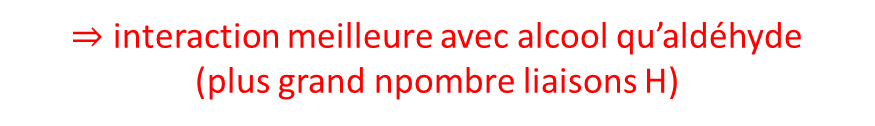 ⇒ interaction meilleure avec alcool qu’aldéhyde
(plus grand npombre liaisons H)